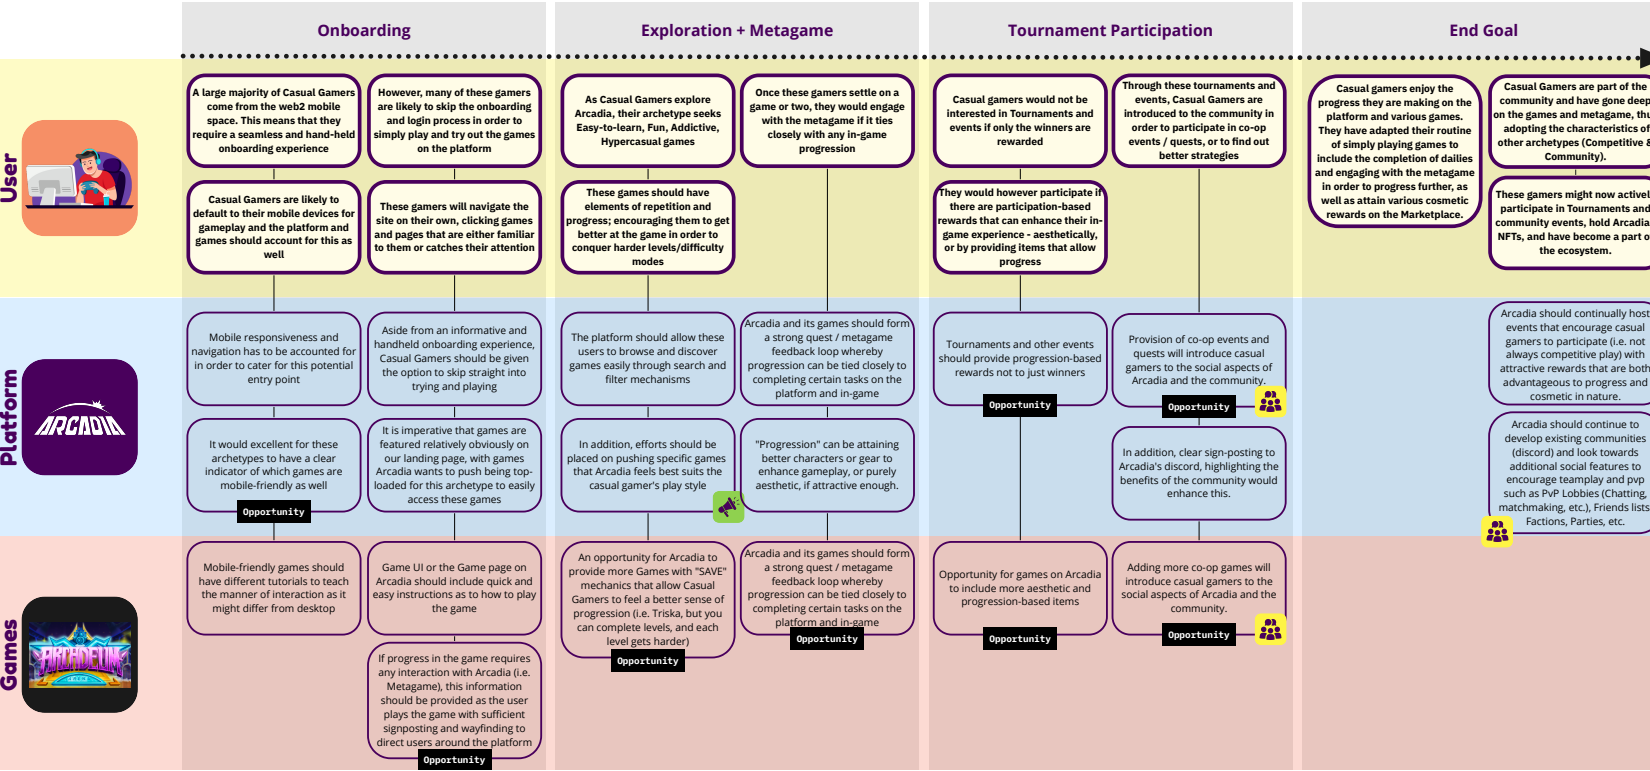 Onboarding
Exploration + Metagame
Tournament Participation
End Goal
User
A large majority of Casual Gamers
come from the web2 mobile
space. This means that they
require a seamless and hand-held
onboarding experience
However, many of these gamers
are likely to skip the onboarding
and login process in order to
simply play and try out the games
on the platform
As Casual Gamers explore
Arcadia, their archetype seeks
Easy-to-learn, Fun, Addictive,
Hypercasual games
Once these gamers settle on a
game or two, they would engage
with the metagame if it ties
closely with any in-game
progression
Casual gamers would not be
interested in Tournaments and
events if only the winners are
rewarded
Through these tournaments and
events, Casual Gamers are
introduced to the community in
order to participate in co-op
events / quests, or to find out
better strategies
Casual gamers enjoy the
progress they are making on the
platform and various games.
They have adapted their routine
of simply playing games to
include the completion of dailies
and engaging with the metagame
in order to progress further, as
well as attain various cosmetic
rewards on the Marketplace.
Casual Gamers are part of the
community and have gone deep
on the games and metagame, thu
adopting the characteristics of
other archetypes (Competitive &
Community).
Casual Gamers are likely to
default to their mobile devices for
gameplay and the platform and
games should account for this as
well
These gamers will navigate the
site on their own, clicking games
and pages that are either familiar
to them or catches their attention
These games should have
elements of repetition and
progress; encouraging them to get
better at the game in order to
conquer harder levels/difficulty
modes
They would however participate if
there are participation-based
rewards that can enhance their in-
game experience - aesthetically,
or by providing items that allow
progress
These gamers might now activel
participate in Tournaments and
community events, hold Arcadia
NFTs, and have become a part o
the ecosystem.
Platform
ARCADIA
Mobile responsiveness and
navigation has to be accounted for
in order to cater for this potential
entry point
Aside from an informative and
handheld onboarding experience,
Casual Gamers should be given
the option to skip straight into
trying and playing
The platform should allow these
users to browse and discover
games easily through search and
filter mechanisms
Arcadia and its games should form
a strong quest / metagame
feedback loop whereby
progression can be tied closely to
completing certain tasks on the
platform and in-game
Tournaments and other events
should provide progression-based
rewards not to just winners
Opportunity
Provision of co-op events and
quests will introduce casual
gamers to the social aspects of
Arcadia and the community.
Opportunity
Arcadia should continually host
events that encourage casual
gamers to participate (i.e. not
always competitive play) with
attractive rewards that are both
advantageous to progress and
cosmetic in nature.
It would excellent for these
archetypes to have a clear
indicator of which games are
mobile-friendly as well
Opportunity
It is imperative that games are
featured relatively obviously on
our landing page, with games
Arcadia wants to push being top-
loaded for this archetype to easily
access these games
In addition, efforts should be
placed on pushing specific games
that Arcadia feels best suits the
casual gamer's play style
"Progression" can be attaining
better characters or gear to
enhance gameplay, or purely
aesthetic, if attractive enough.
In addition, clear sign-posting to
Arcadia's discord, highlighting the
benefits of the community would
enhance this.
Arcadia should continue to
develop existing communities
(discord) and look towards
additional social features to
encourage teamplay and pvp
such as PvP Lobbies (Chatting,
matchmaking, etc.), Friends lists
Factions, Parties, etc.
Games
ARCADEUM
Mobile-friendly games should
have different tutorials to teach
the manner of interaction as it
might differ from desktop
Game UI or the Game page on
Arcadia should include quick and
easy instructions as to how to play
the game
An opportunity for Arcadia to
provide more Games with "SAVE"
mechanics that allow Casual
Gamers to feel a better sense of
progression (i.e. Triska, but you
can complete levels, and each
level gets harder)
Opportunity
Arcadia and its games should form
a strong quest / metagame
feedback loop whereby
progression can be tied closely to
completing certain tasks on the
platform and in-game
Opportunity
Opportunity for games on Arcadia
to include more aesthetic and
progression-based items
Opportunity
Adding more co-op games will
introduce casual gamers to the
social aspects of Arcadia and the
community.
Opportunity
If progress in the game requires
any interaction with Arcadia (i.e.
Metagame), this information
should be provided as the user
plays the game with sufficient
signposting and wayfinding to
direct users around the platform
Opportunity